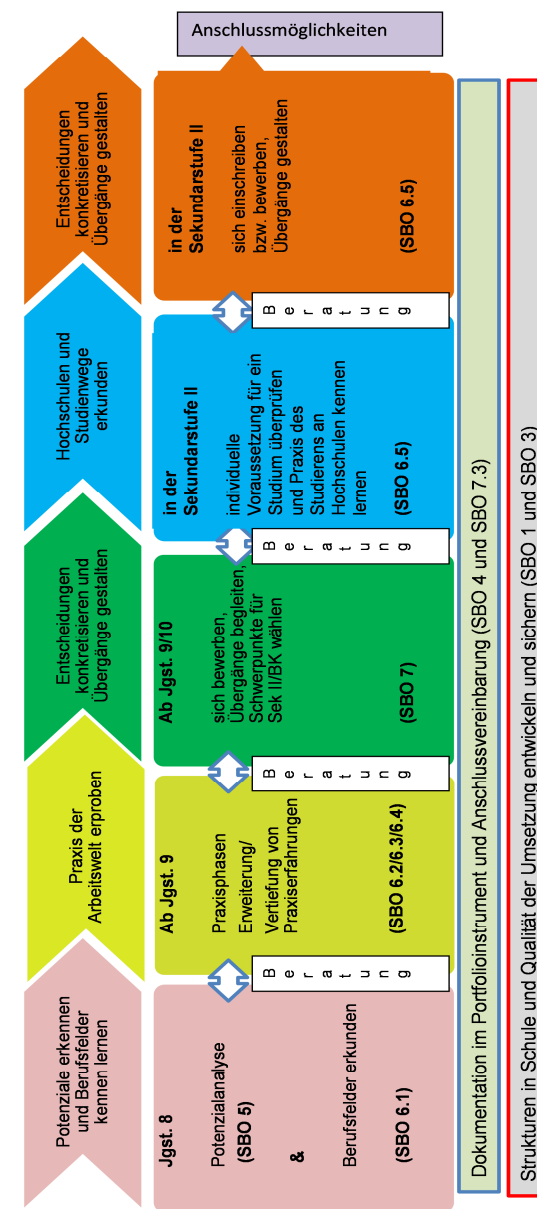 Anschlussmöglichkeiten
Potenziale erkennen
und Berufsfelder
kennen lernen
Praxis der
Arbeitswelt erproben
Entscheidungen
konkretisieren und
Übergänge gestalten
Hochschulen und
Studienwege
erkunden
Entscheidungen
konkretisieren und
Übergänge gestalten
Jgst. 8
Potenzialanalyse
(SBO 5)
&
Berufsfelder erkunden
(SBO 6.1)
Beratung
Ab Jgst. 9
Praxisphasen
Erweiterung/
Vertiefung von
Praxiserfahrungen
(SBO 6.2/6.3/6.4)
Beratung
Ab Jgst. 9/10
sich bewerben,
Übergänge begleiten,
Schwerpunkte für
Sek II/BK wählen
(SBO 7)
Beratung
in der
Sekundarstufe II
individuelle
Voraussetzung für ein
Studium überprüfen
und Praxis des
Studierens an
Hochschulen kennen
lernen
(SBO 6.5)
Beratung
in der
Sekundarstufe II
sich einschreiben
bzw. bewerben,
Übergänge gestalten
(SBO 6.5)
Dokumentation im Portfolioinstrument und Anschlussvereinbarung (SBO 4 und SBO 7.3)
Strukturen in Schule und Qualität der Umsetzung entwickeln und sichern (SBO 1 und SBO 3)